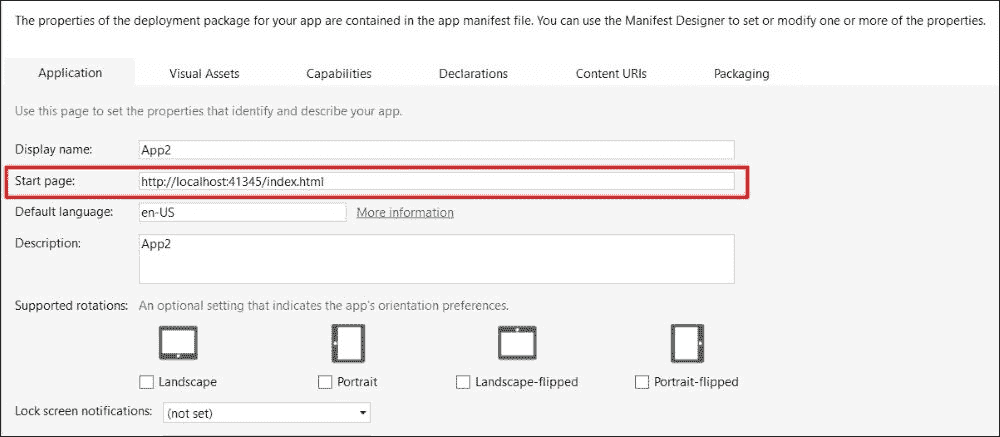 The properties of the deployment package for your app are contained in the app manifest file. You can use the Manifest Designer to set or modify one or more of the properties.
Application Visual Assets Capabilities Declarations Content URIs Packaging
Use this page to set the properties that identify and describe your app.
Display name: App2
Start page: http://localhost:41345/index.html
Default language: en-US More information
Description: App2
Supported rotations: An optional setting that indicates the app's orientation preferences.
Landscape Portrait Landscape-flipped Portrait-flipped
Lock screen notifications: (not set)